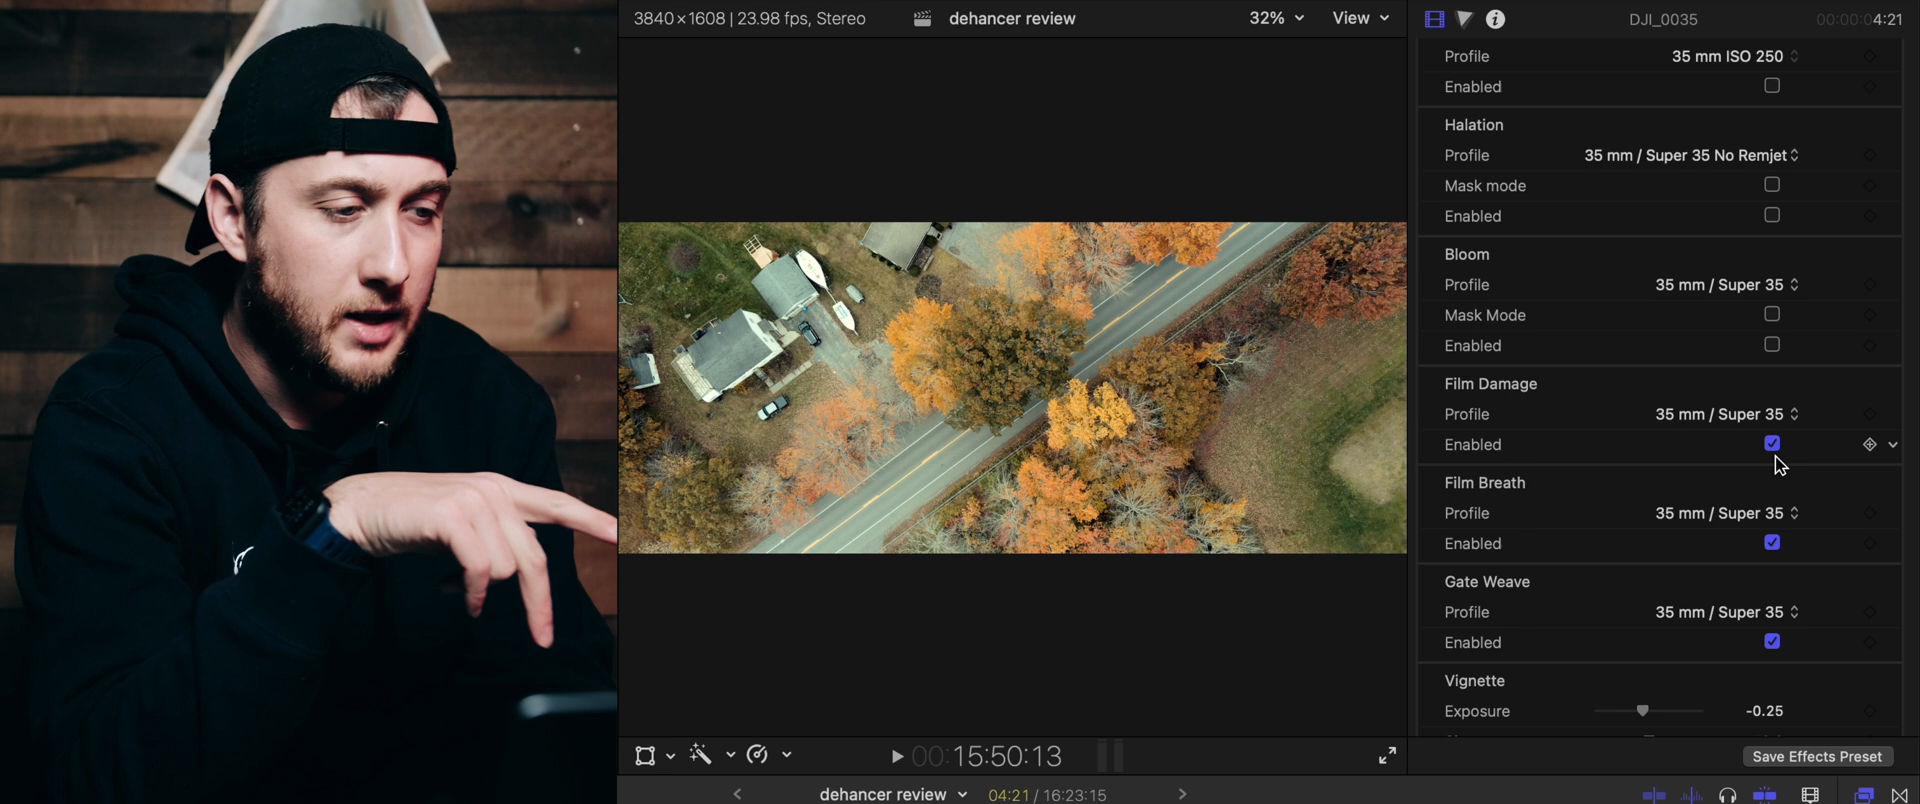 3840×1608 | 23.98 fps, Stereo
dehancer review
32%
View
DJI_0035
00:00:04:21
Profile 35 mm ISO 250
Enabled
Halation
Profile 35 mm / Super 35 No Remjet
Mask mode
Enabled
Bloom
Profile 35 mm / Super 35
Mask Mode
Enabled
Film Damage
Profile 35 mm / Super 35
Enabled
Film Breath
Profile 35 mm / Super 35
Enabled
Gate Weave
Profile 35 mm / Super 35
Enabled
Vignette
Exposure -0.25
00:15:50:13
Save Effects Preset
dehancer review 04:21 / 16:23:15